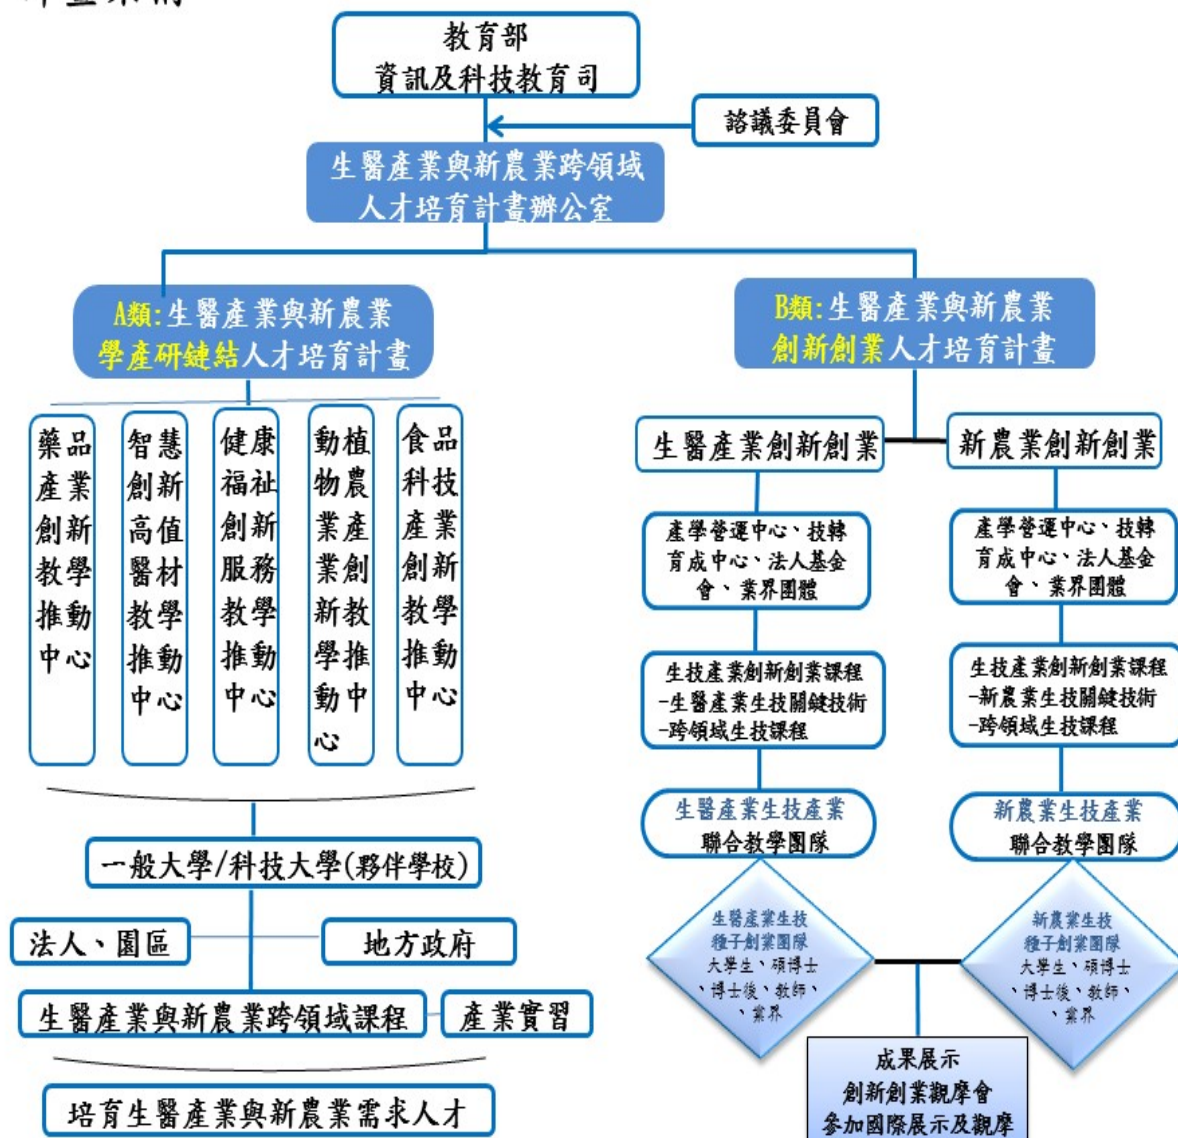 教育部
資訊及科技教育司
諮議委員會
生醫產業與新農業跨領域
人才培育計畫辦公室
A類:生醫產業與新農業
學產研鏈結人才培育計畫
B類:生醫產業與新農業
創新創業人才培育計畫
藥品
產業
創新
教學
推動
中心
智慧
創新
高值
醫材
教學
推動
中心
健康
福祉
創新
服務
教學
推動
中心
動植
物農
業產
業創
新教
學推
動中
心
食品
科技
產業
創新
教學
推動
中心
一般大學/科技大學(夥伴學校)
法人、園區
地方政府
生醫產業與新農業跨領域課程
產業實習
培育生醫產業與新農業需求人才
生醫產業創新創業
新農業創新創業
產學營運中心、技轉
育成中心、法人基金
會、業界團體
產學營運中心、技轉
育成中心、法人基金
會、業界團體
生技產業創新創業課程
-生醫產業生技關鍵技術
-跨領域生技課程
生技產業創新創業課程
-新農業生技關鍵技術
-跨領域生技課程
生醫產業生技產業
聯合教學團隊
新農業生技產業
聯合教學團隊
生醫產業生技
種子創業團隊
大學生、碩博士
、博士後、教師、
、業界
新農業生技
種子創業團隊
大學生、碩博士
、博士後、教師、
、業界
成果展示
創新創業觀摩會
參加國際展示及觀摩